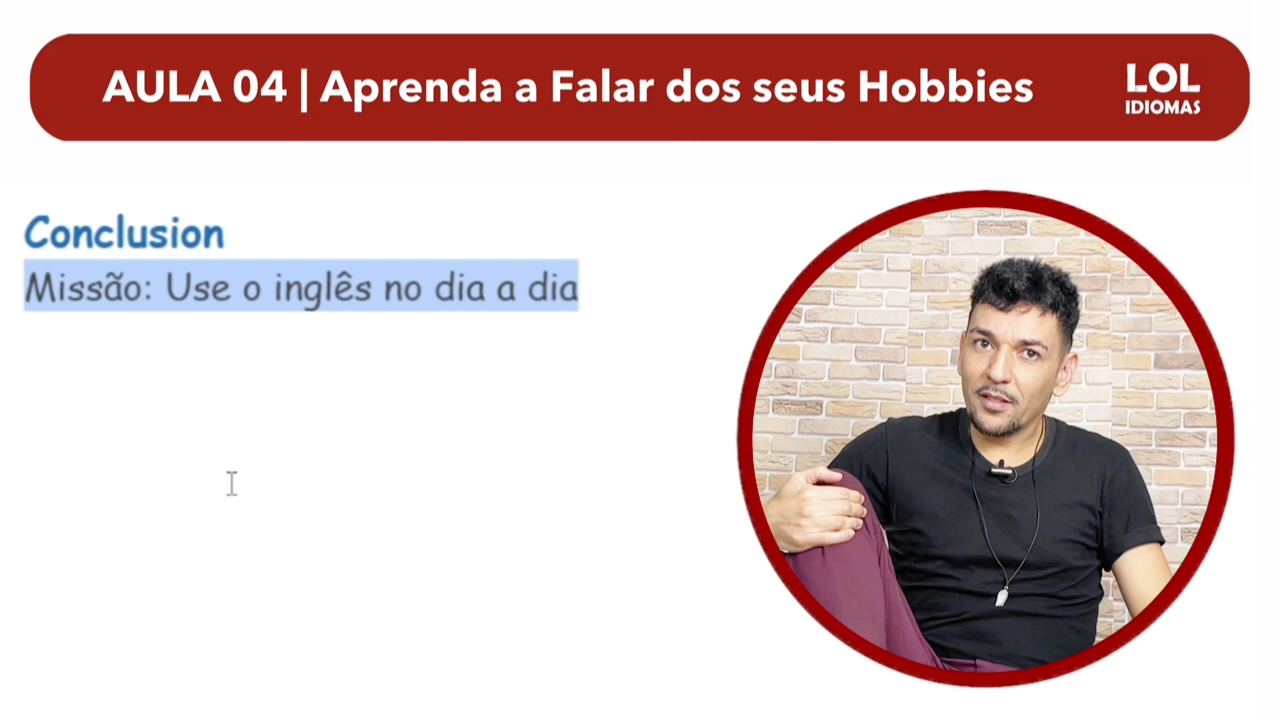 AULA 04 | Aprenda a Falar dos seus Hobbies
LOL
IDIOMAS
Conclusion
Missão: Use o inglês no dia a dia